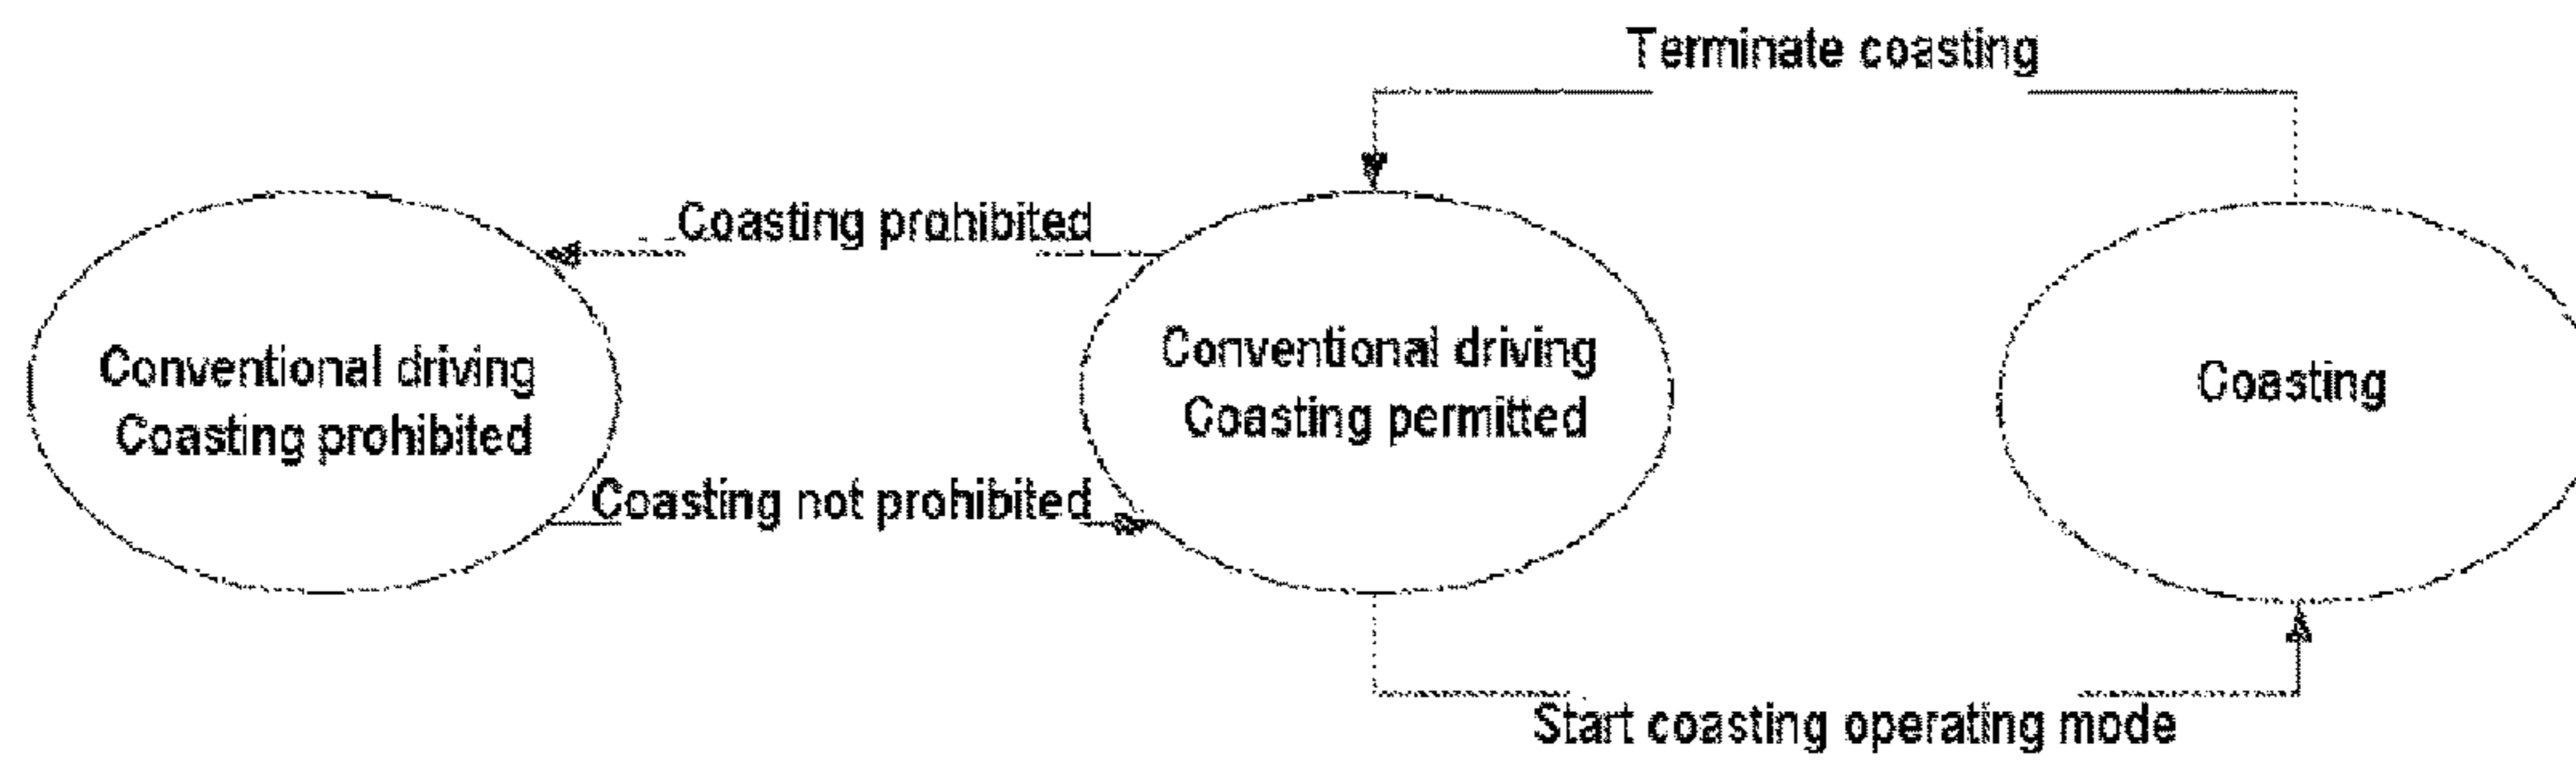 Terminate coasting
Coasting prohibited
Conventional driving
Coasting prohibited
Conventional driving
Coasting permitted
Coasting
Coasting not prohibited
Start coasting operating mode